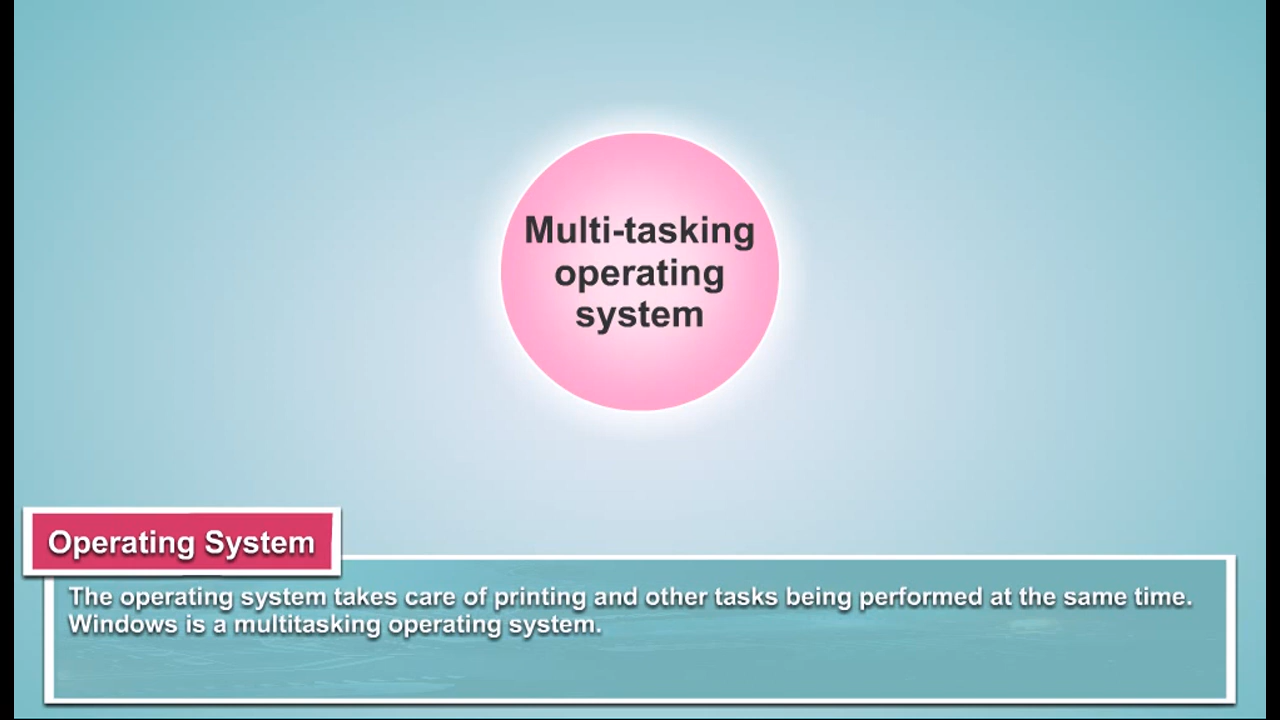 Multi-tasking
operating
system
Operating System
The operating system takes care of printing and other tasks being performed at the same time.
Windows is a multitasking operating system.